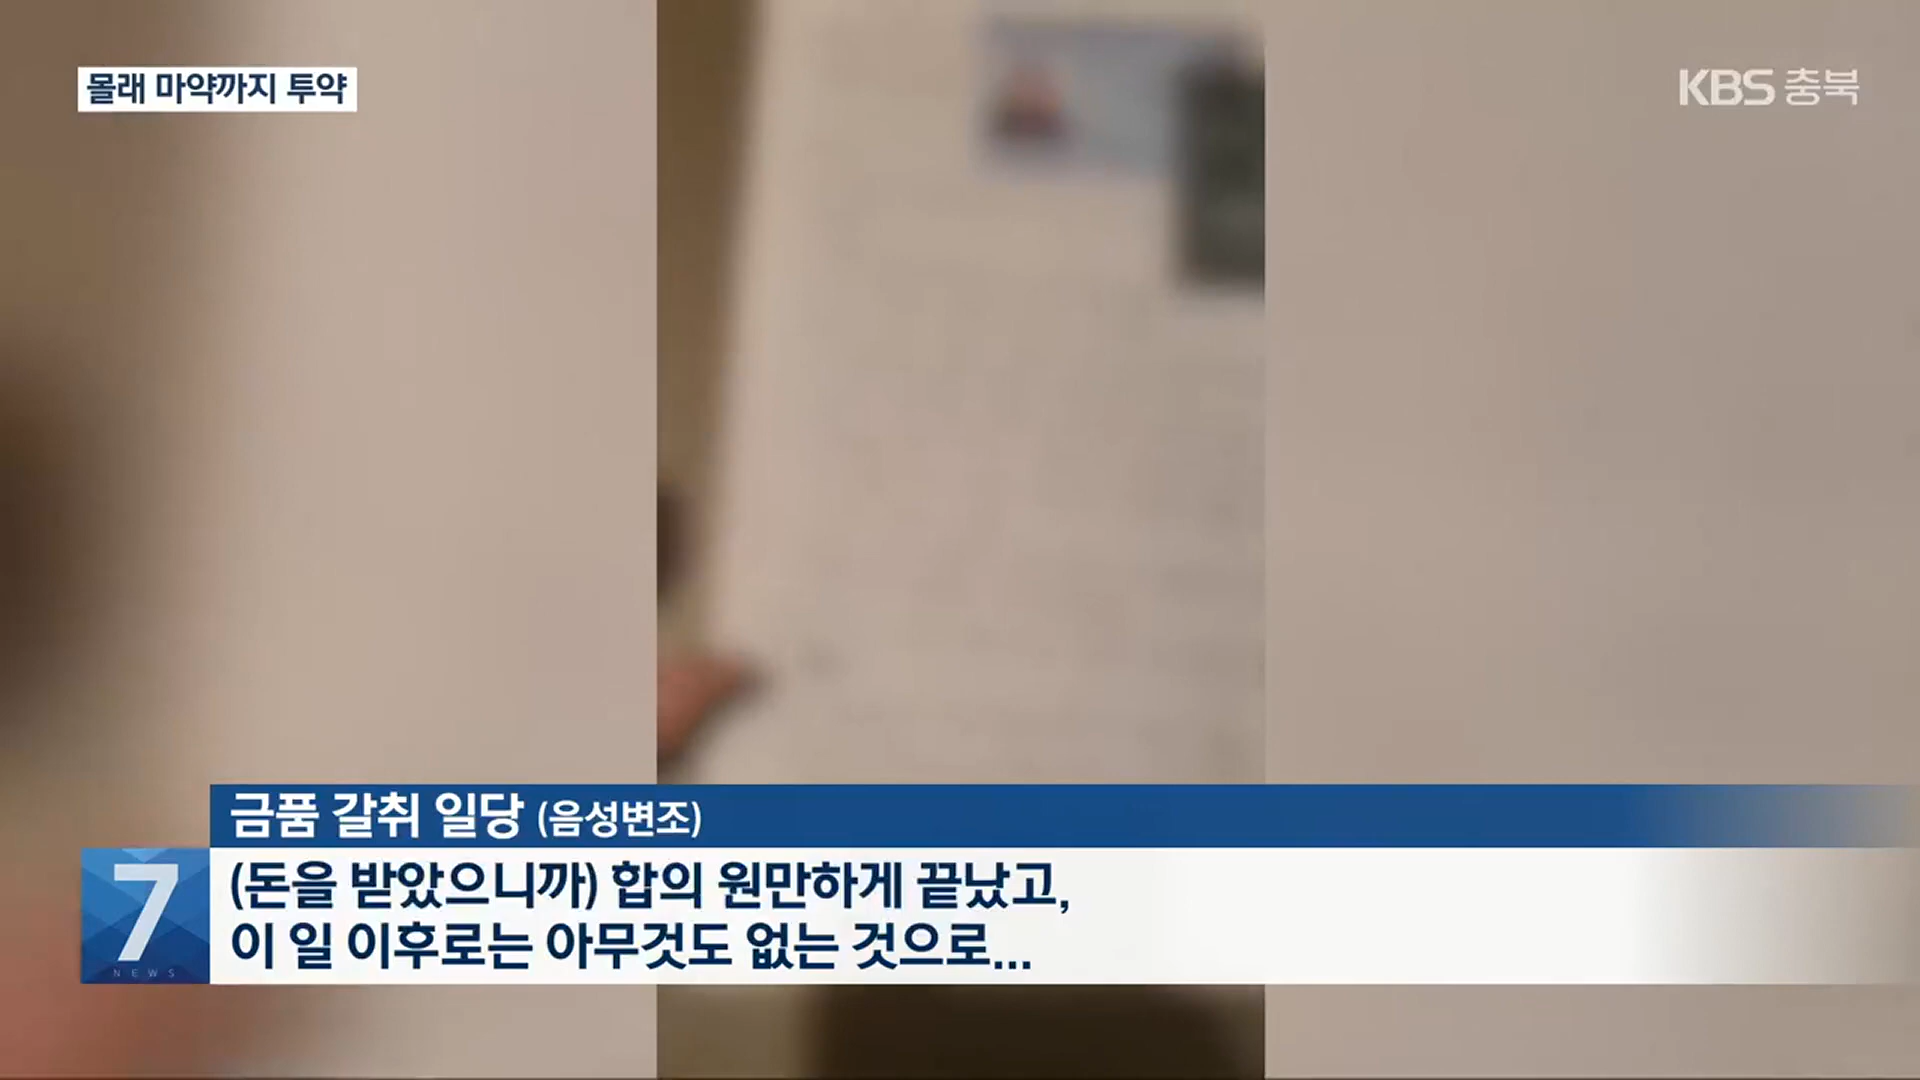 몰래 마약까지 투약
KBS 충북
금품 갈취 일당 (음성변조)
(돈을 받았으니까) 합의 원만하게 끝났고,
이 일 이후로는 아무것도 없는 것으로...
7
NEWS